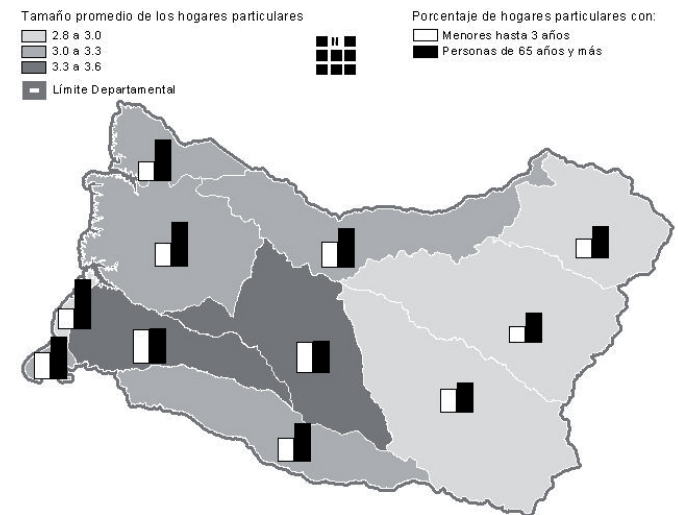 Tamaño promedio de los hogares particulares
2.8 a 3.0
3.0 a 3.3
3.3 a 3.6
Límite Departamental
Porcentaje de hogares particulares con:
Menores hasta 3 años
Personas de 65 años y más